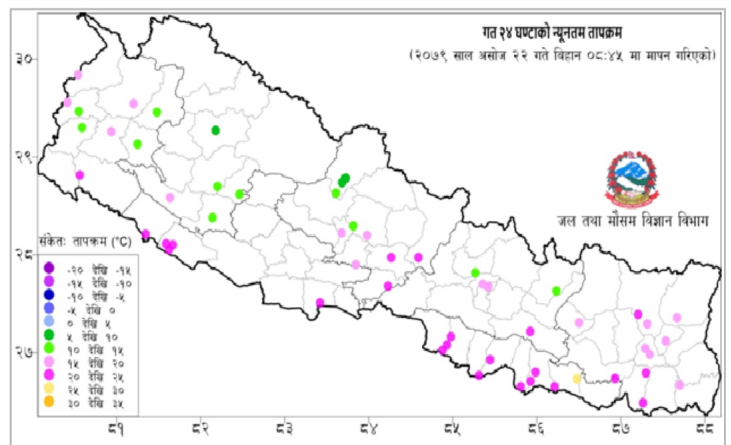 गत २४ घण्टाको न्यूनतम तापक्रम
(२०७९ साल असोज २२ गते बिहान ०८:४५ मा मापन गरिएको)
३०
२९
२८
२७
जल तथा मौसम विज्ञान विभाग
संकेतः तापक्रम (°C)
-२० देखि -१५
-१५ देखि -१०
-१० देखि -५
-५ देखि ०
० देखि ५
५ देखि १०
१० देखि १५
१५ देखि २०
२० देखि २५
२५ देखि ३०
३० देखि ३५
८१ ८२ ८३ ८४ ८५ ८६ ८७ ८८